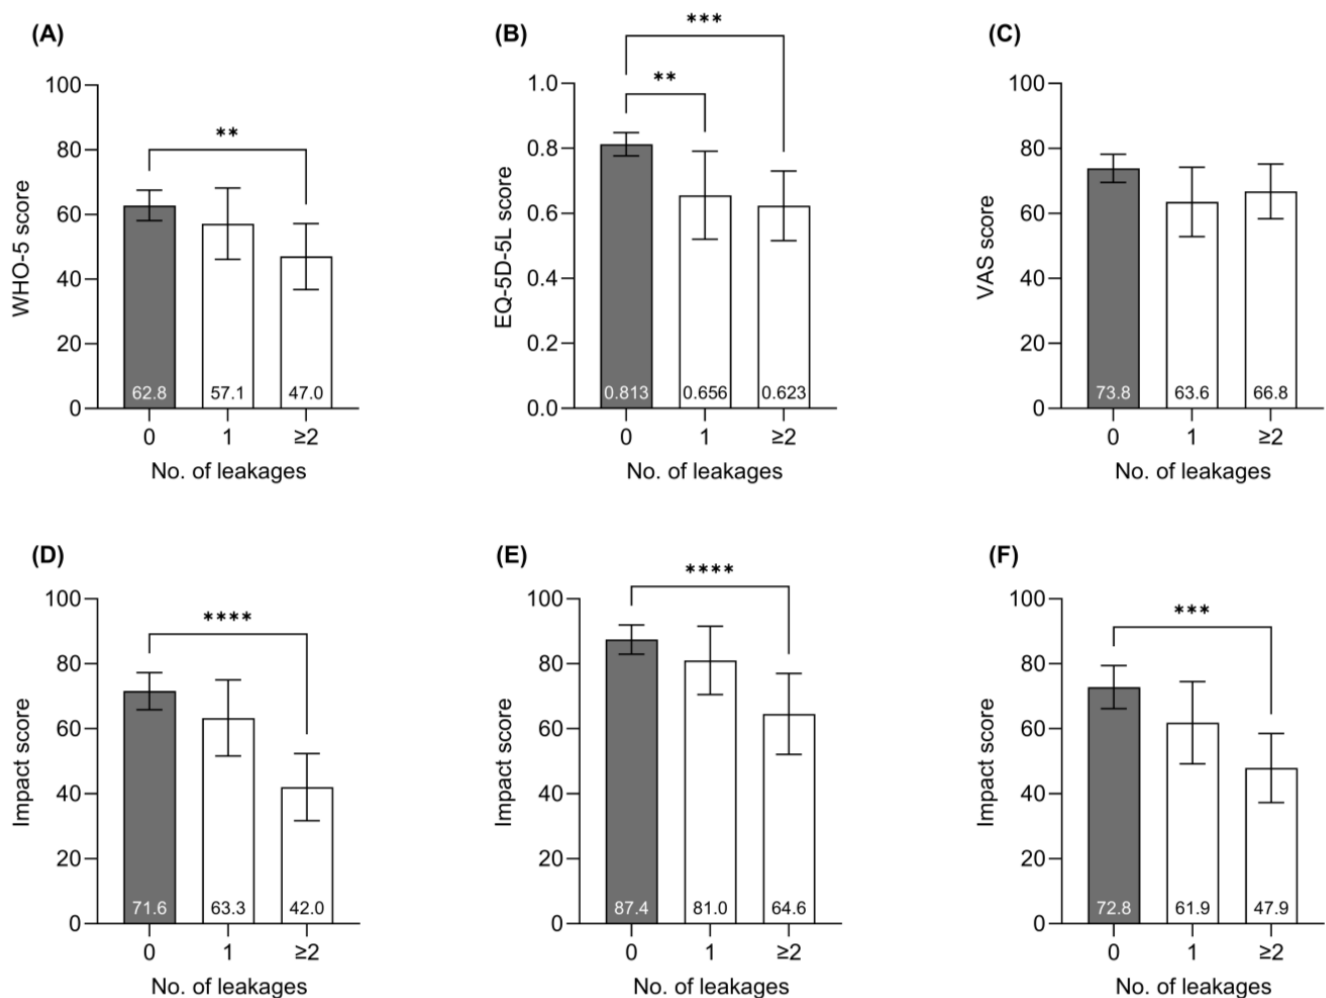 (A)
**
100
80
60
40
20
0
WHO-5 score
62.8 57.1 47.0
0 1 ≥2
No. of leakages
(B)
***
**
1.0
0.8
0.6
0.4
0.2
0.0
EQ-5D-5L score
0.813 0.656 0.623
0 1 ≥2
No. of leakages
(C)
100
80
60
40
20
0
VAS score
73.8 63.6 66.8
0 1 ≥2
No. of leakages
(D)
****
100
80
60
40
20
0
Impact score
71.6 63.3 42.0
0 1 ≥2
No. of leakages
(E)
****
100
80
60
40
20
0
Impact score
87.4 81.0 64.6
0 1 ≥2
No. of leakages
(F)
***
100
80
60
40
20
0
Impact score
72.8 61.9 47.9
0 1 ≥2
No. of leakages